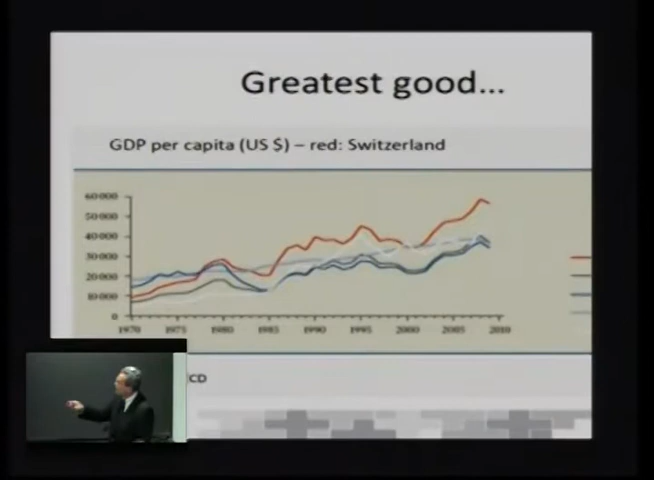 Greatest good...
GDP per capita (US $) – red: Switzerland
60 000
50 000
40 000
30 000
20 000
10 000
0
1970 1975 1980 1985 1990 1995 2000 2005 2010
CD